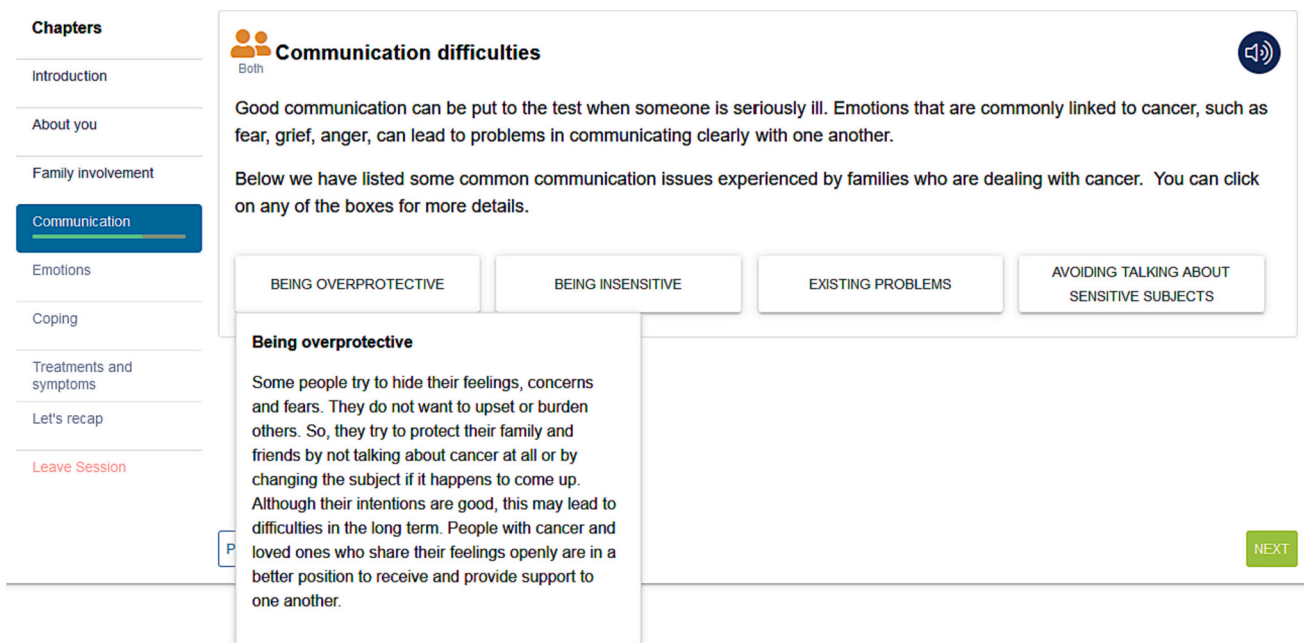 Chapters
Introduction
About you
Family involvement
Communication
Emotions
Coping
Treatments and
symptoms
Let's recap
Leave Session
Both
Communication difficulties
Good communication can be put to the test when someone is seriously ill. Emotions that are commonly linked to cancer, such as
fear, grief, anger, can lead to problems in communicating clearly with one another.
Below we have listed some common communication issues experienced by families who are dealing with cancer. You can click
on any of the boxes for more details.
BEING OVERPROTECTIVE
BEING INSENSITIVE
EXISTING PROBLEMS
AVOIDING TALKING ABOUT
SENSITIVE SUBJECTS
Being overprotective
Some people try to hide their feelings, concerns
and fears. They do not want to upset or burden
others. So, they try to protect their family and
friends by not talking about cancer at all or by
changing the subject if it happens to come up.
Although their intentions are good, this may lead to
difficulties in the long term. People with cancer and
loved ones who share their feelings openly are in a
better position to receive and provide support to
one another.
P
NEXT